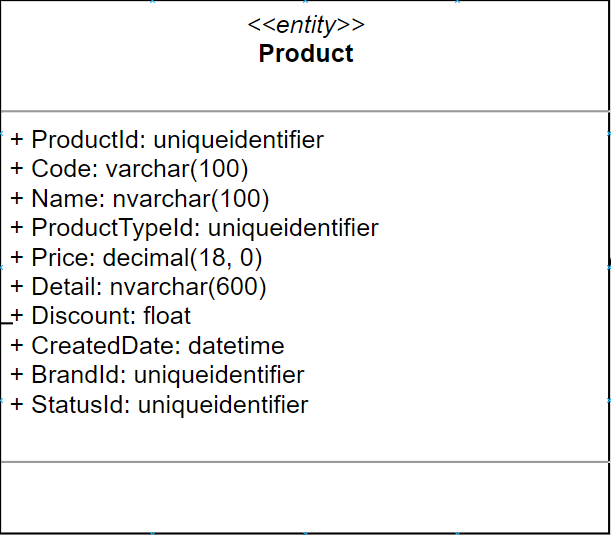 <<entity>>
Product
+ ProductId: uniqueidentifier
+ Code: varchar(100)
+ Name: nvarchar(100)
+ ProductTypeId: uniqueidentifier
+ Price: decimal(18, 0)
+ Detail: nvarchar(600)
+ Discount: float
+ CreatedDate: datetime
+ BrandId: uniqueidentifier
+ StatusId: uniqueidentifier